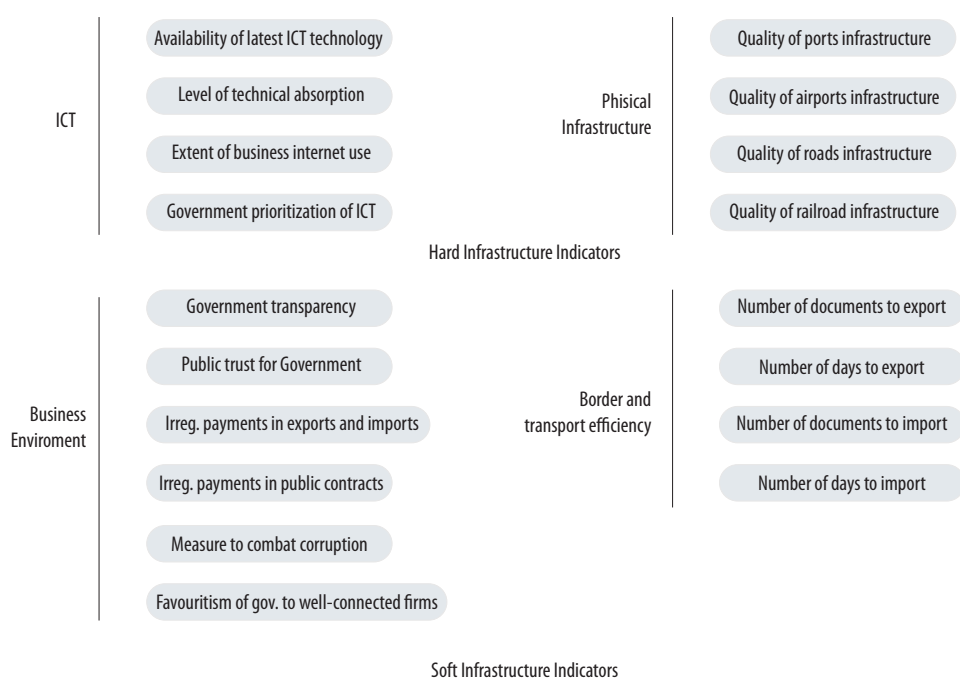 ICT
Availability of latest ICT technology
Level of technical absorption
Extent of business internet use
Government prioritization of ICT
Phisical
Infrastructure
Quality of ports infrastructure
Quality of airports infrastructure
Quality of roads infrastructure
Quality of railroad infrastructure
Hard Infrastructure Indicators
Business
Enviroment
Government transparency
Public trust for Government
Irreg. payments in exports and imports
Irreg. payments in public contracts
Measure to combat corruption
Favouritism of gov. to well-connected firms
Border and
transport efficiency
Number of documents to export
Number of days to export
Number of documents to import
Number of days to import
Soft Infrastructure Indicators